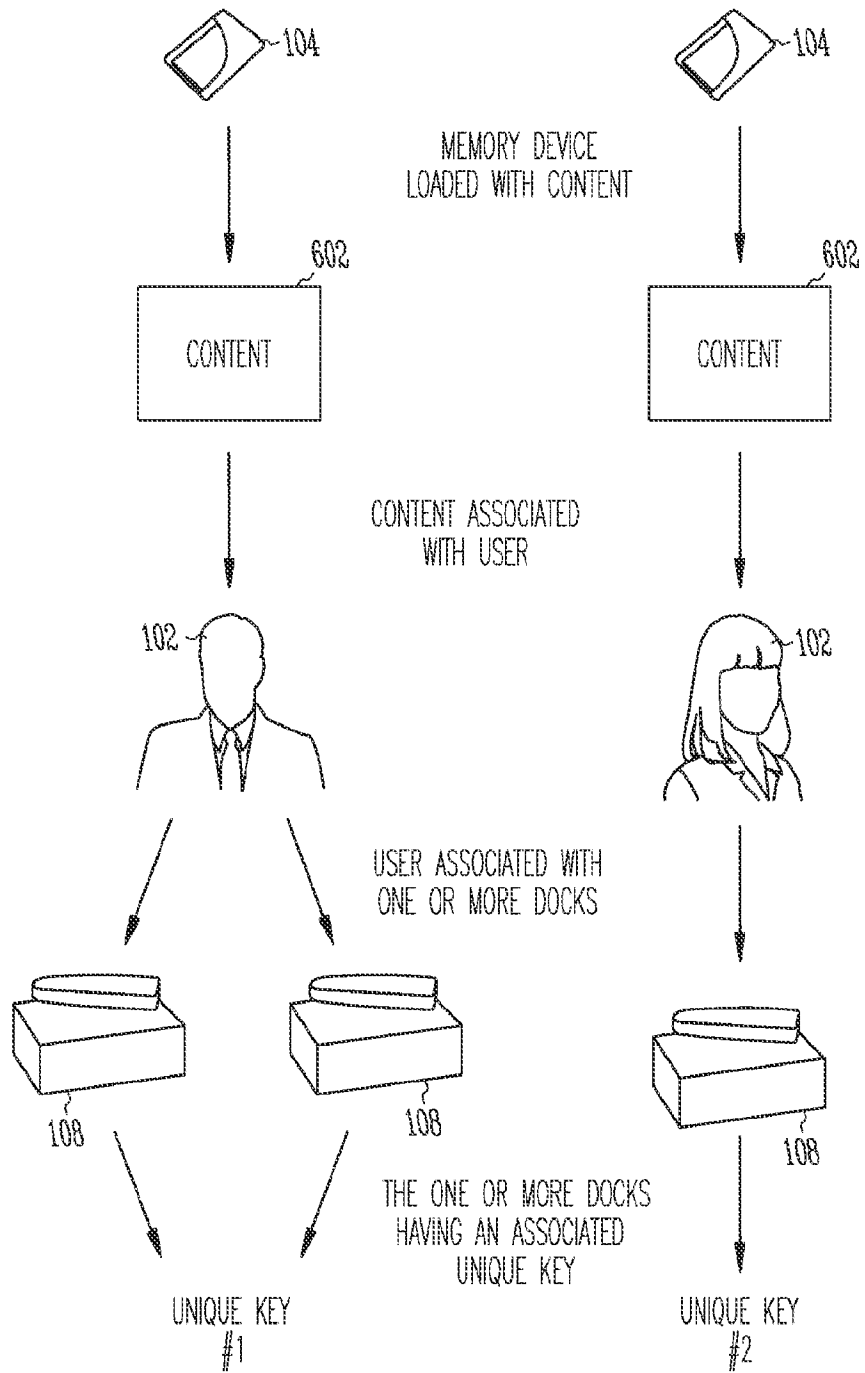 104
104
MEMORY DEVICE
LOADED WITH CONTENT
602
602
CONTENT
CONTENT
CONTENT ASSOCIATED
WITH USER
102
102
USER ASSOCIATED WITH
ONE OR MORE DOCKS
108
108
108
THE ONE OR MORE DOCKS
HAVING AN ASSOCIATED
UNIQUE KEY
UNIQUE KEY
#1
UNIQUE KEY
#2